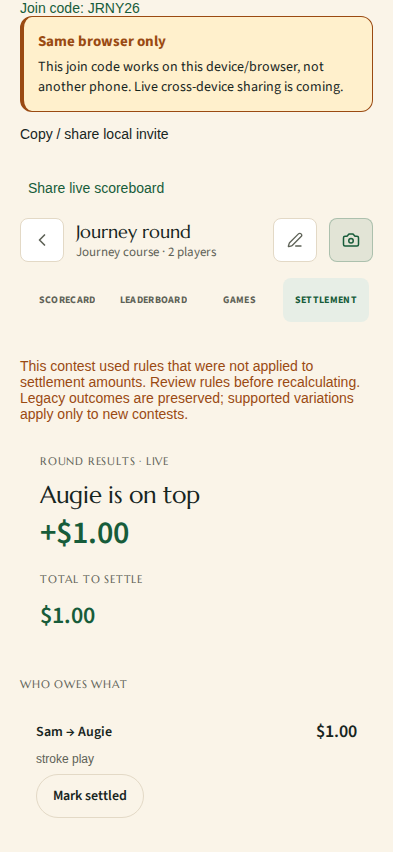 Join code: JRNY26
Same browser only
This join code works on this device/browser, not
another phone. Live cross-device sharing is coming.
Copy / share local invite
Share live scoreboard
Journey round
Journey course · 2 players
SCORECARD LEADERBOARD GAMES SETTLEMENT
This contest used rules that were not applied to
settlement amounts. Review rules before recalculating.
Legacy outcomes are preserved; supported variations
apply only to new contests.
ROUND RESULTS · LIVE
Augie is on top
+$1.00
TOTAL TO SETTLE
$1.00
WHO OWES WHAT
Sam → Augie $1.00
stroke play
Mark settled